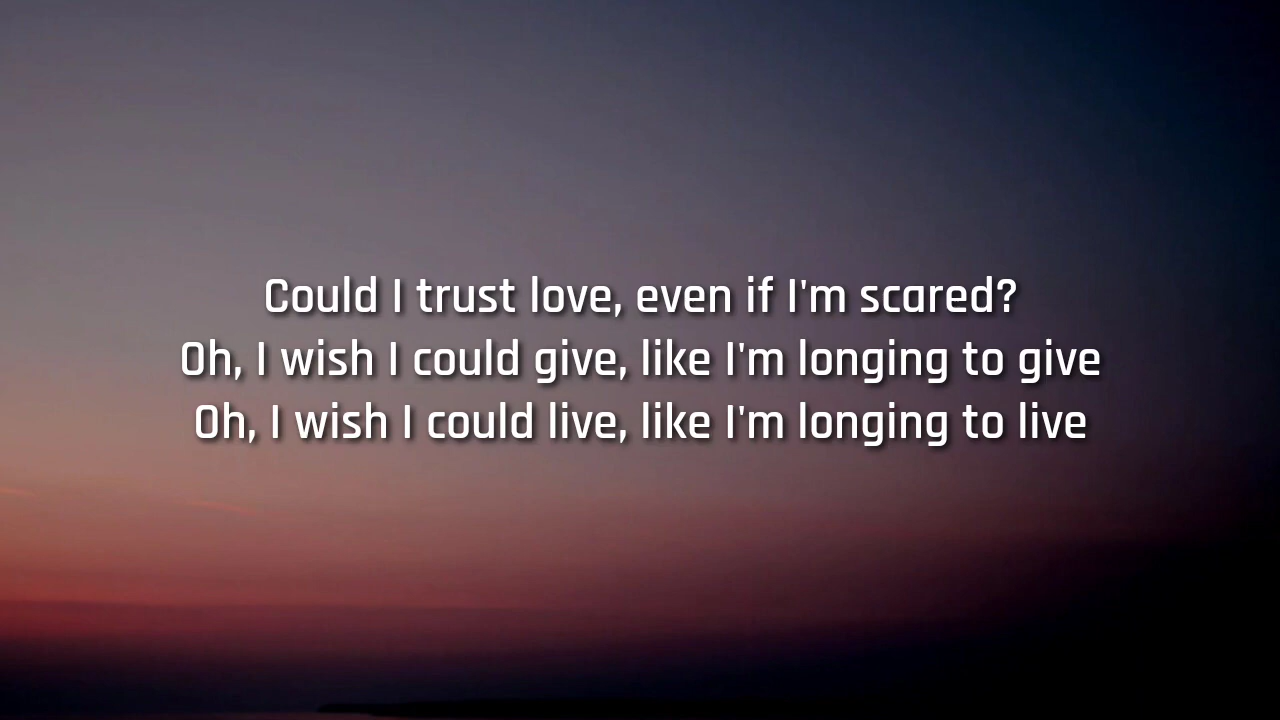 Could I trust love, even if I'm scared?
Oh, I wish I could give, like I'm longing to give
Oh, I wish I could live, like I'm longing to live